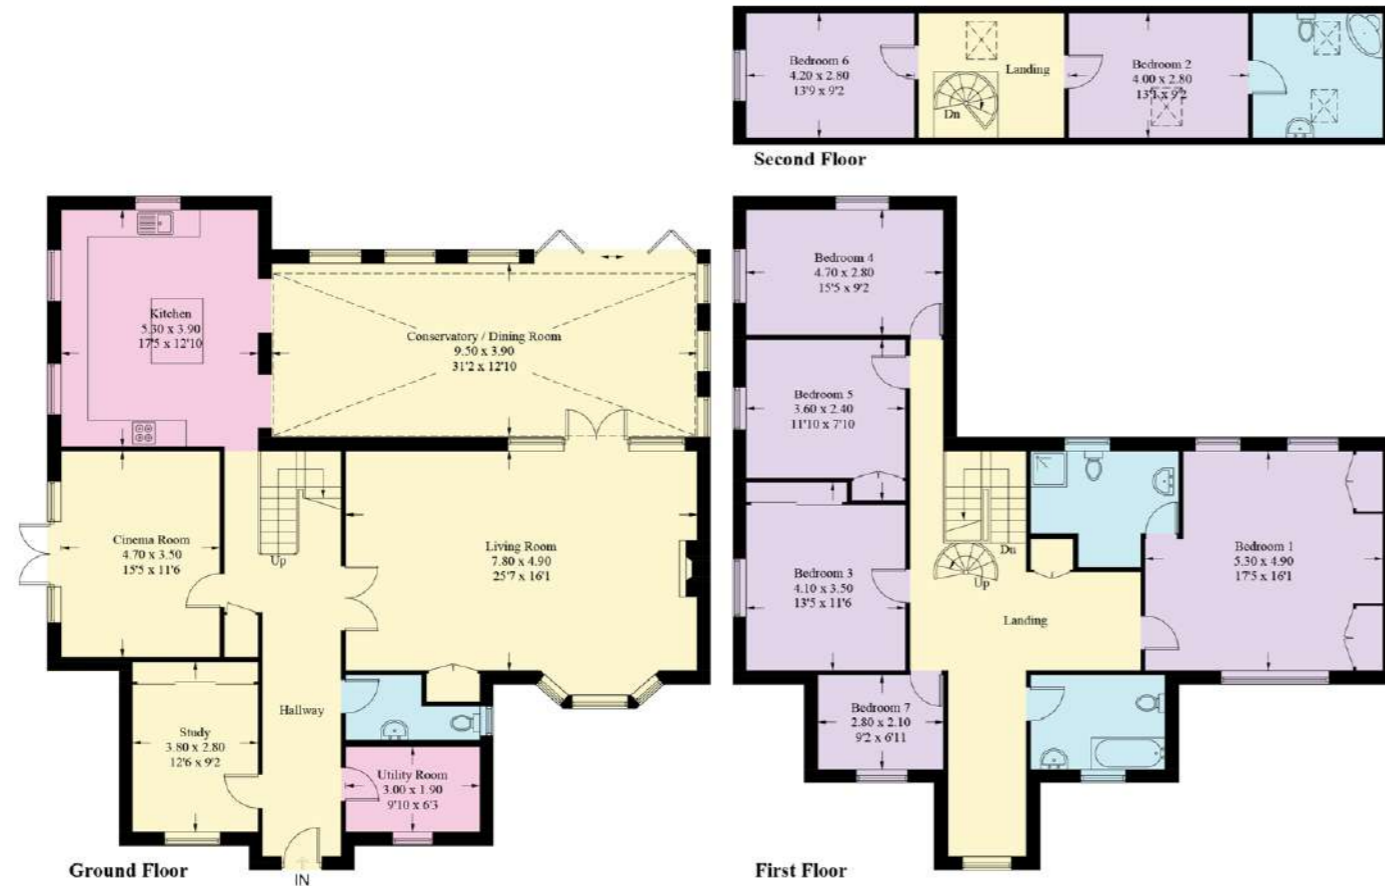 Bedroom 6
4.20 x 2.80
13'9 x 9'2
Landing
Dn
Bedroom 2
4.00 x 2.80
13'1 x 9'2
Second Floor
Kitchen
5.30 x 3.90
17'5 x 12'10
Conservatory / Dining Room
9.50 x 3.90
31'2 x 12'10
Cinema Room
4.70 x 3.50
15'5 x 11'6
Up
Living Room
7.80 x 4.90
25'7 x 16'1
Hallway
Study
3.80 x 2.80
12'6 x 9'2
Utility Room
3.00 x 1.90
9'10 x 6'3
IN
Ground Floor
Bedroom 4
4.70 x 2.80
15'5 x 9'2
Bedroom 5
3.60 x 2.40
11'10 x 7'10
Bedroom 3
4.10 x 3.50
13'5 x 11'6
Dn
Up
Landing
Bedroom 1
5.30 x 4.90
17'5 x 16'1
Bedroom 7
2.80 x 2.10
9'2 x 6'11
First Floor